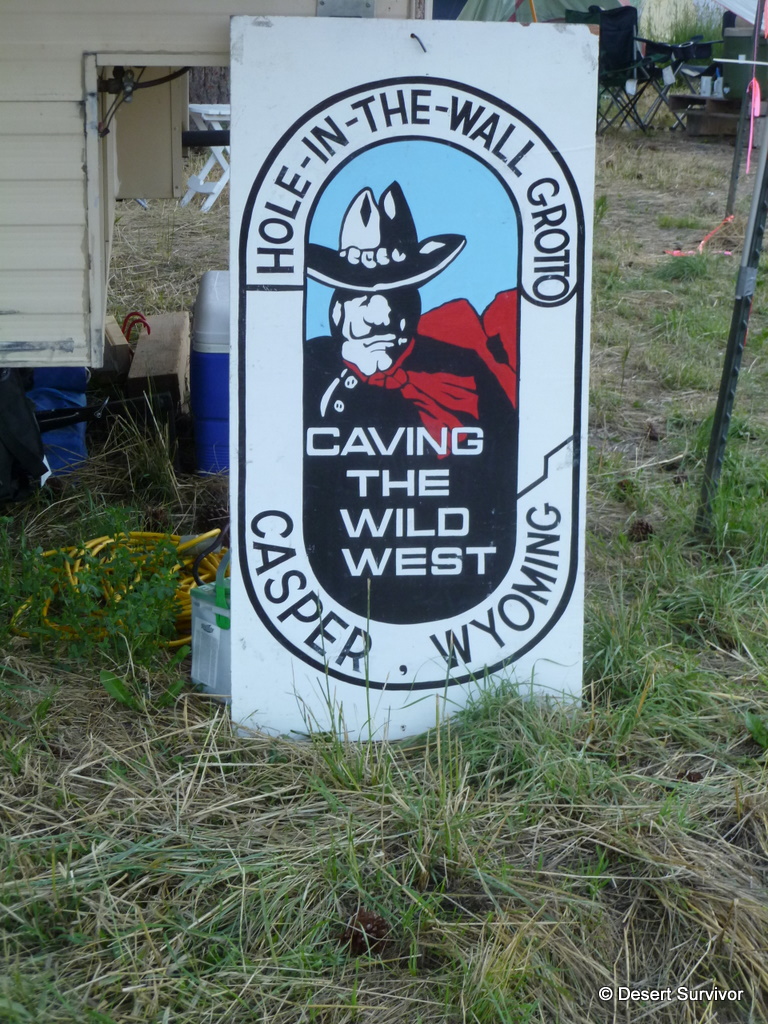 HOLE-IN-THE-WALL GROTTO
CAVING
THE
WILD
WEST
CASPER, WYOMING
© Desert Survivor